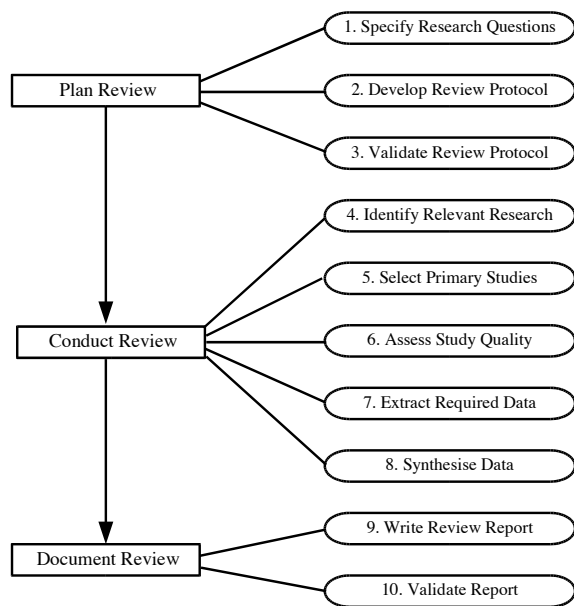 1. Specify Research Questions
Plan Review
2. Develop Review Protocol
3. Validate Review Protocol
4. Identify Relevant Research
5. Select Primary Studies
Conduct Review
6. Assess Study Quality
7. Extract Required Data
8. Synthesise Data
9. Write Review Report
Document Review
10. Validate Report